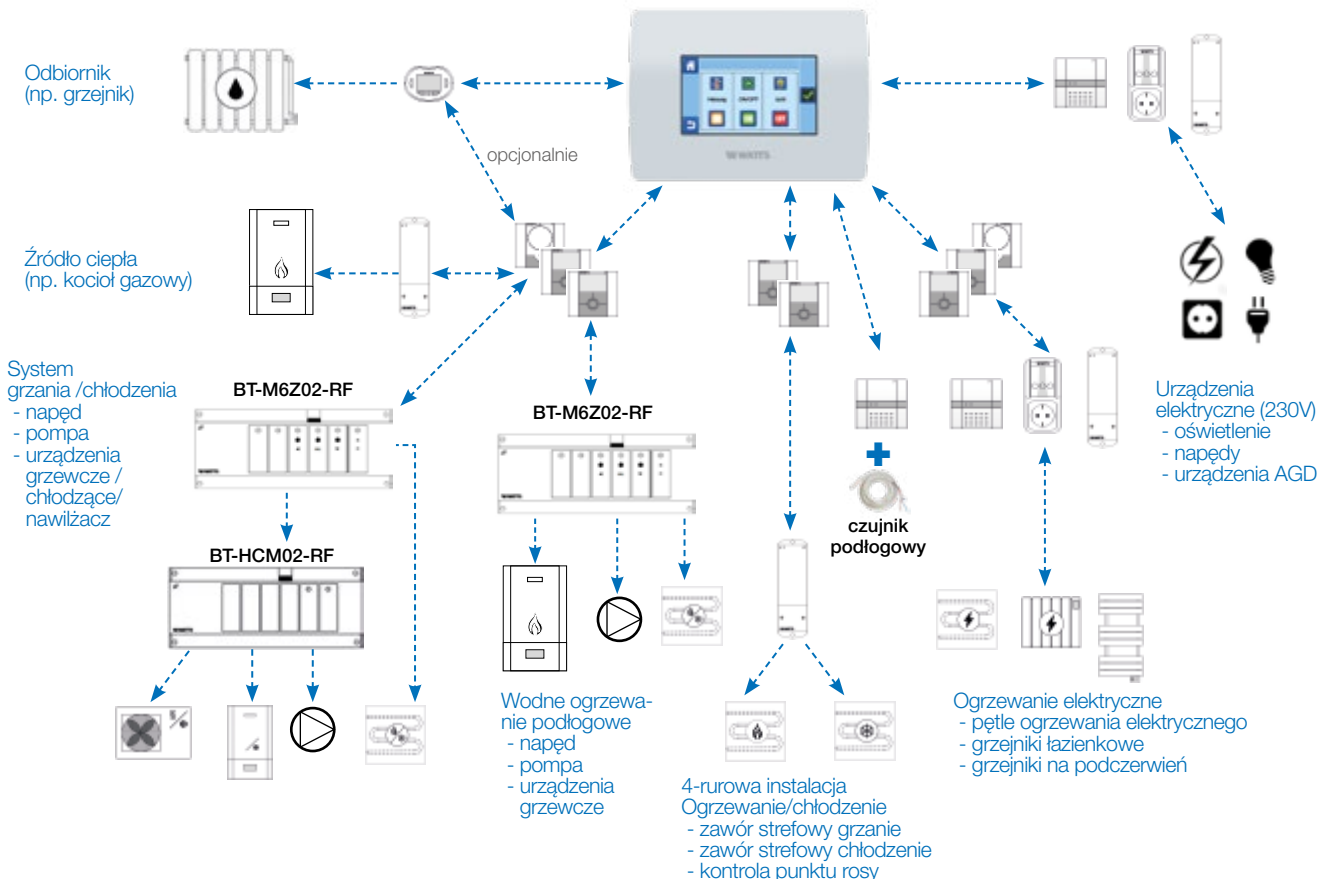 Odbiornik
(np. grzejnik)
opcjonalnie
WATTS
Źródło ciepła
(np. kocioł gazowy)
System
grzania /chłodzenia
- napęd
- pompa
- urządzenia
grzewcze /
chłodzące/
nawilżacz
BT-M6Z02-RF
BT-HCM02-RF
BT-M6Z02-RF
Wodne ogrzewa-
nie podłogowe
- napęd
- pompa
- urządzenia
grzewcze
czujnik
podłogowy
4-rurowa instalacja
Ogrzewanie/chłodzenie
- zawór strefowy grzanie
- zawór strefowy chłodzenie
- kontrola punktu rosy
Urządzenia
elektryczne (230V)
- oświetlenie
- napędy
- urządzenia AGD
Ogrzewanie elektryczne
- pętle ogrzewania elektrycznego
- grzejniki łazienkowe
- grzejniki na podczerwień